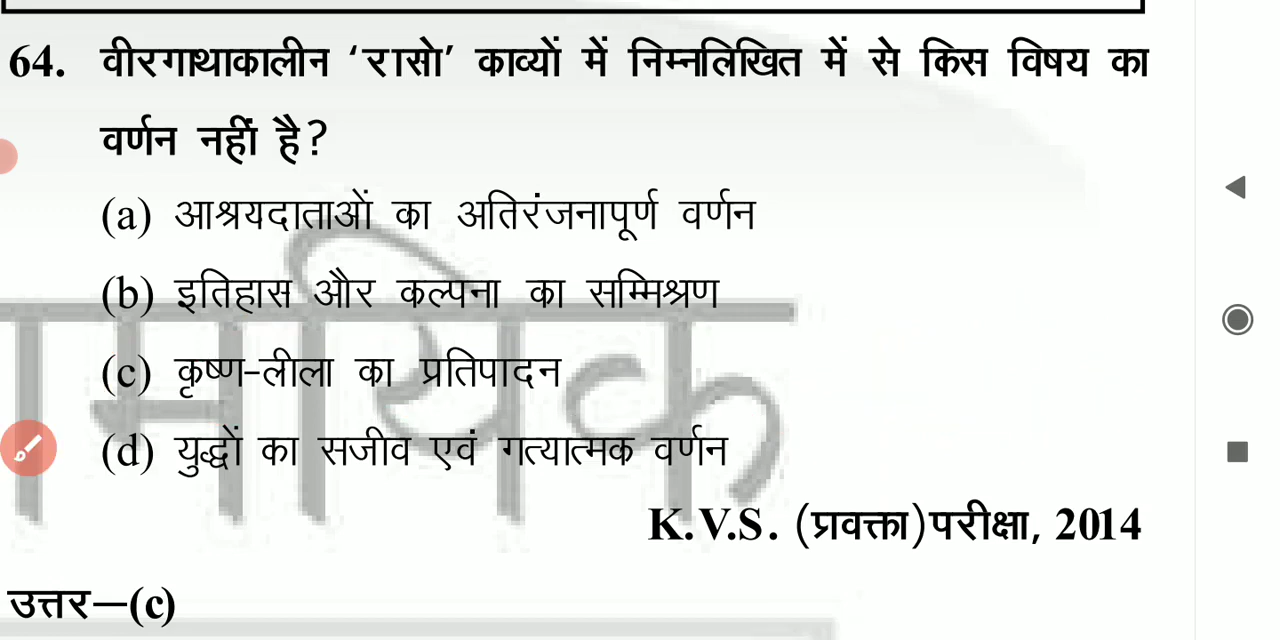 64. वीरगाथाकालीन ‘रासो’ काव्यों में निम्नलिखित में से किस विषय का
वर्णन नहीं है?
(a) आश्रयदाताओं का अतिरंजनापूर्ण वर्णन
(b) इतिहास और कल्पना का सम्मिश्रण
(c) कृष्ण-लीला का प्रतिपादन
(d) युद्धों का सजीव एवं गत्यात्मक वर्णन
K.V.S. (प्रवक्ता) परीक्षा, 2014
उत्तर—(c)